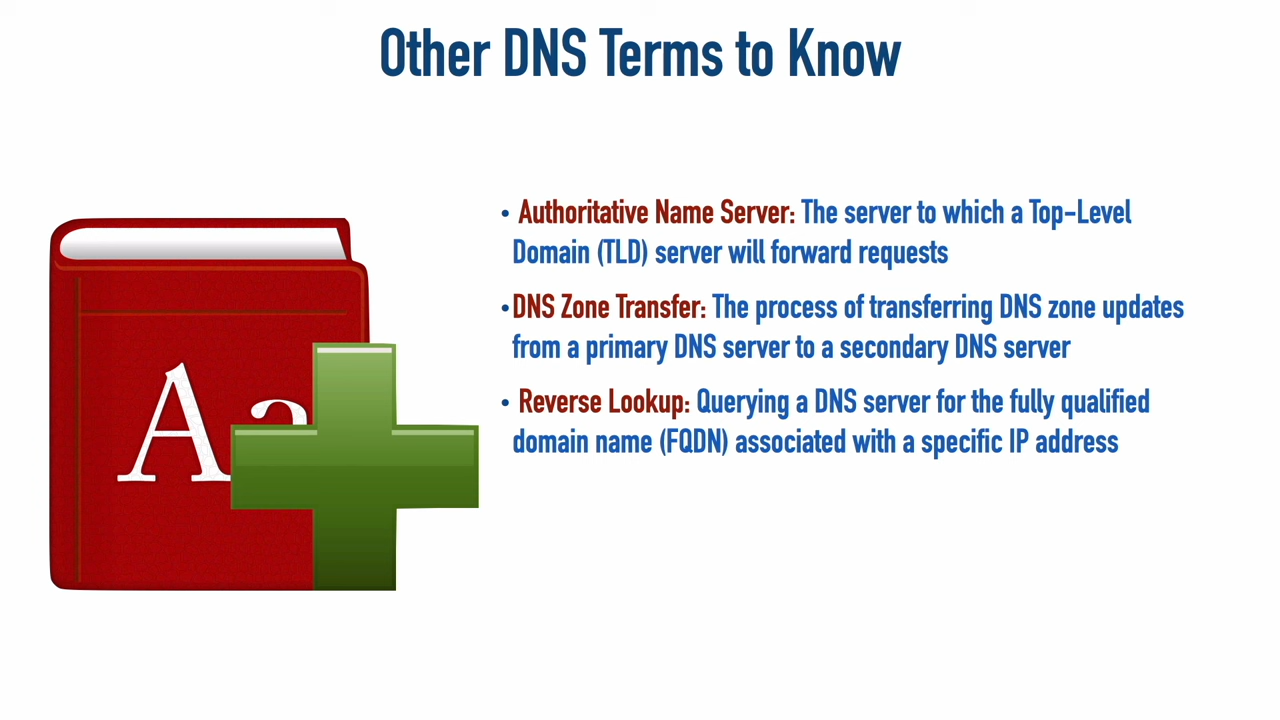 Other DNS Terms to Know
• Authoritative Name Server: The server to which a Top-Level
Domain (TLD) server will forward requests
• DNS Zone Transfer: The process of transferring DNS zone updates
from a primary DNS server to a secondary DNS server
• Reverse Lookup: Querying a DNS server for the fully qualified
domain name (FQDN) associated with a specific IP address
Aa